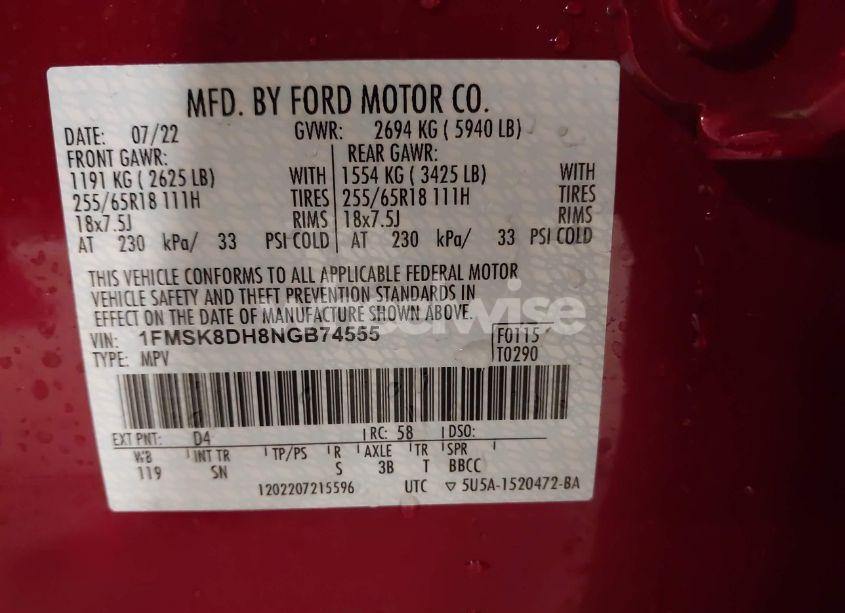 MFD. BY FORD MOTOR CO.
DATE: 07/22 GVWR: 2694 KG ( 5940 LB)
FRONT GAWR: REAR GAWR:
1191 KG ( 2625 LB) WITH 1554 KG ( 3425 LB) WITH
255/65R18 111H TIRES 255/65R18 111H TIRES
18x7.5J RIMS 18x7.5J RIMS
AT 230 kPa/ 33 PSI COLD AT 230 kPa/ 33 PSI COLD
THIS VEHICLE CONFORMS TO ALL APPLICABLE FEDERAL MOTOR
VEHICLE SAFETY AND THEFT PREVENTION STANDARDS IN
EFFECT ON THE DATE OF MANUFACTURE SHOWN ABOVE.
VIN: 1FMSK8DH8NGB74555 F0115
TYPE: MPV T0290
EXT PNT: D4 RC: 58 DSO:
WB INT TR TP/PS R AXLE TR SPR
119 SN S 3B T BBCC
1202207215596 UTC ▽ 5U5A-1520472-BA